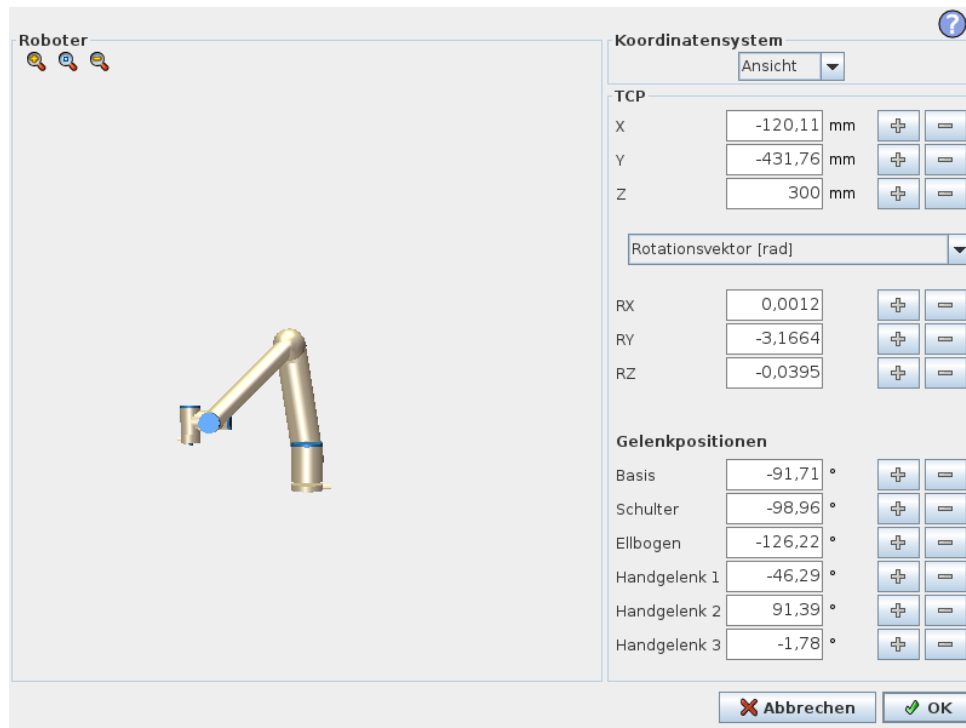 Roboter
Koordinatensystem
Ansicht
?
TCP
X -120,11 mm
Y -431,76 mm
Z 300 mm
Rotationsvektor [rad]
RX 0,0012
RY -3,1664
RZ -0,0395
Gelenkpositionen
Basis -91,71 °
Schulter -98,96 °
Ellbogen -126,22 °
Handgelenk 1 -46,29 °
Handgelenk 2 91,39 °
Handgelenk 3 -1,78 °
Abbrechen OK